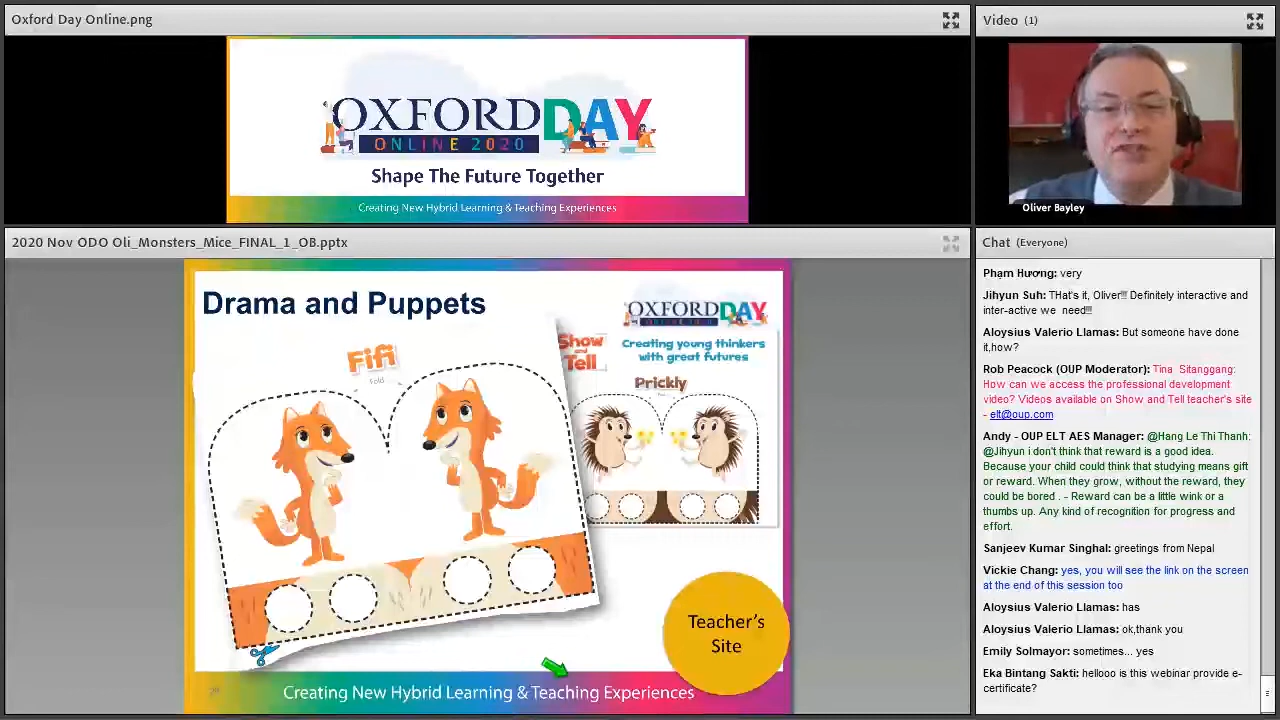 Oxford Day Online.png
OXFORD DAY
ONLINE 2020
Shape The Future Together
Creating New Hybrid Learning & Teaching Experiences
Video (1)
Oliver Bayley
2020 Nov ODO Oli_Monsters_Mice_FINAL_1_OB.pptx
Drama and Puppets
OXFORD DAY
Show
and
Tell
Creating young thinkers
with great futures
Fifi
Fold
Prickly
Teacher's
Site
Creating New Hybrid Learning & Teaching Experiences
Chat (Everyone)
Phạm Hương: very
Jihyun Suh: THat's it, Oliver!!! Definitely interactive and
inter-active we need!!!
Aloysius Valerio Llamas: But someone have done
it,how?
Rob Peacock (OUP Moderator): Tina Sitanggang:
How can we access the professional development
video? Videos available on Show and Tell teacher's site
- elt@oup.com
Andy - OUP ELT AES Manager: @Hang Le Thi Thanh:
@Jihyun i don't think that reward is a good idea.
Because your child could think that studying means gift
or reward. When they grow, without the reward, they
could be bored . - Reward can be a little wink or a
thumbs up. Any kind of recognition for progress and
effort.
Sanjeev Kumar Singhal: greetings from Nepal
Vickie Chang: yes, you will see the link on the screen
at the end of this session too
Aloysius Valerio Llamas: has
Aloysius Valerio Llamas: ok,thank you
Emily Solmayor: sometimes... yes
Eka Bintang Sakti: hellooo is this webinar provide e-
certificate?